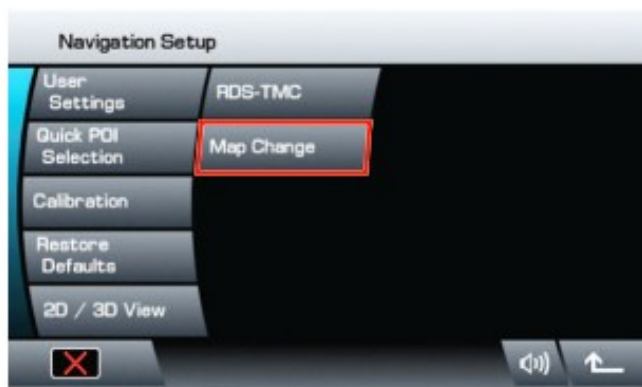 Navigation Setup
User
Settings
RDS-TMC
Quick POI
Selection
Map Change
Calibration
Restore
Defaults
2D / 3D View